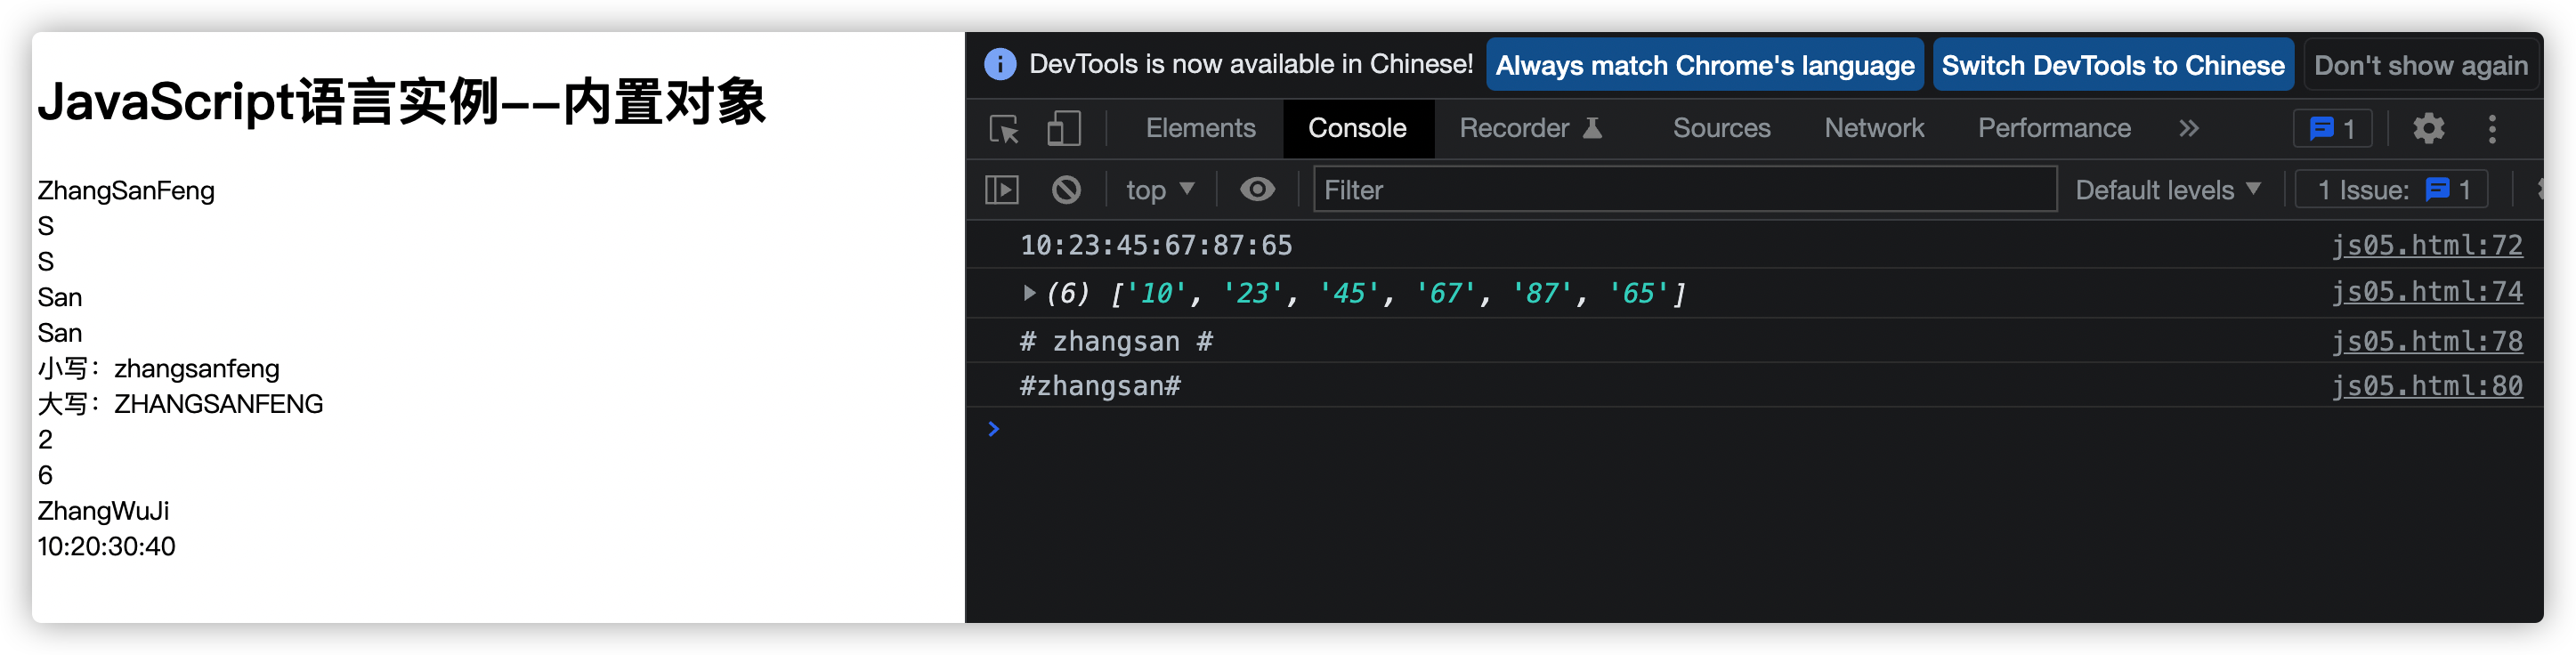 JavaScript语言实例--内置对象
ZhangSanFeng
S
S
San
San
小写：zhangsanfeng
大写：ZHANGSANFENG
2
6
ZhangWuJi
10:20:30:40
DevTools is now available in Chinese! Always match Chrome's language Switch DevTools to Chinese Don't show again
Elements Console Recorder Sources Network Performance 1
top Filter Default levels 1 Issue: 1
10:23:45:67:87:65 js05.html:72
(6) ['10', '23', '45', '67', '87', '65'] js05.html:74
# zhangsan # js05.html:78
#zhangsan# js05.html:80